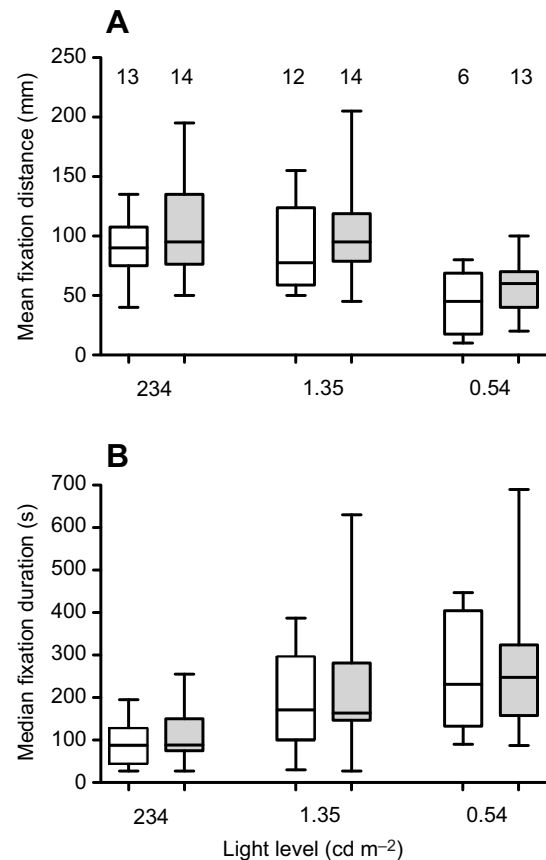 A
13 14 12 14 6 13
Mean fixation distance (mm)
250
200
150
100
50
0
234 1.35 0.54
B
Median fixation duration (s)
700
600
500
400
300
200
100
0
234 1.35 0.54
Light level (cd m–2)